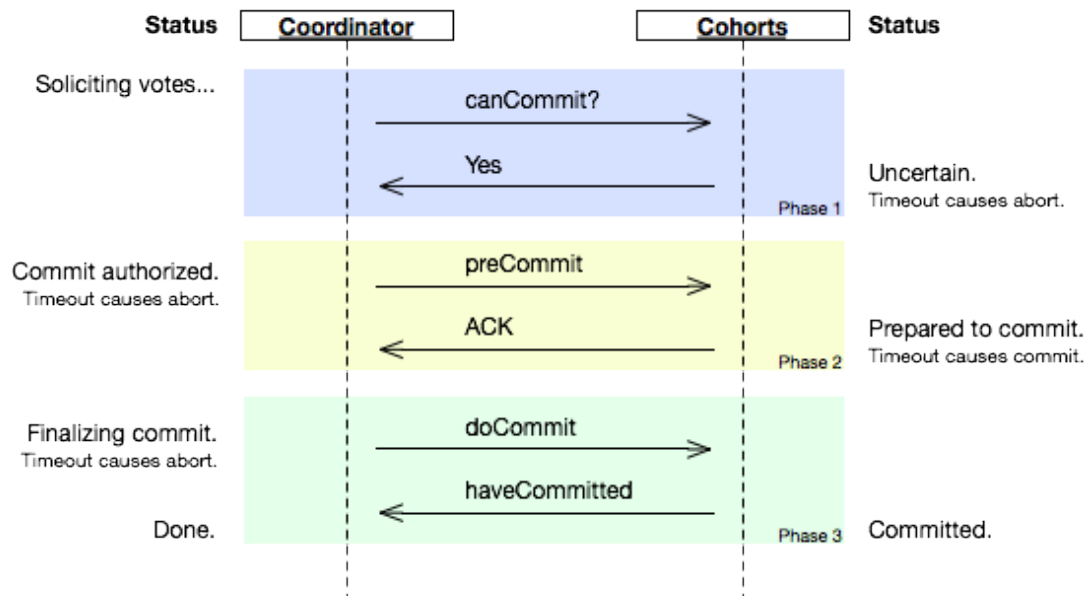 Status
Coordinator
Cohorts
Status
Soliciting votes...
canCommit?
Yes
Uncertain.
Timeout causes abort.
Phase 1
Commit authorized.
Timeout causes abort.
preCommit
ACK
Prepared to commit.
Timeout causes commit.
Phase 2
Finalizing commit.
Timeout causes abort.
doCommit
haveCommitted
Done.
Phase 3
Committed.